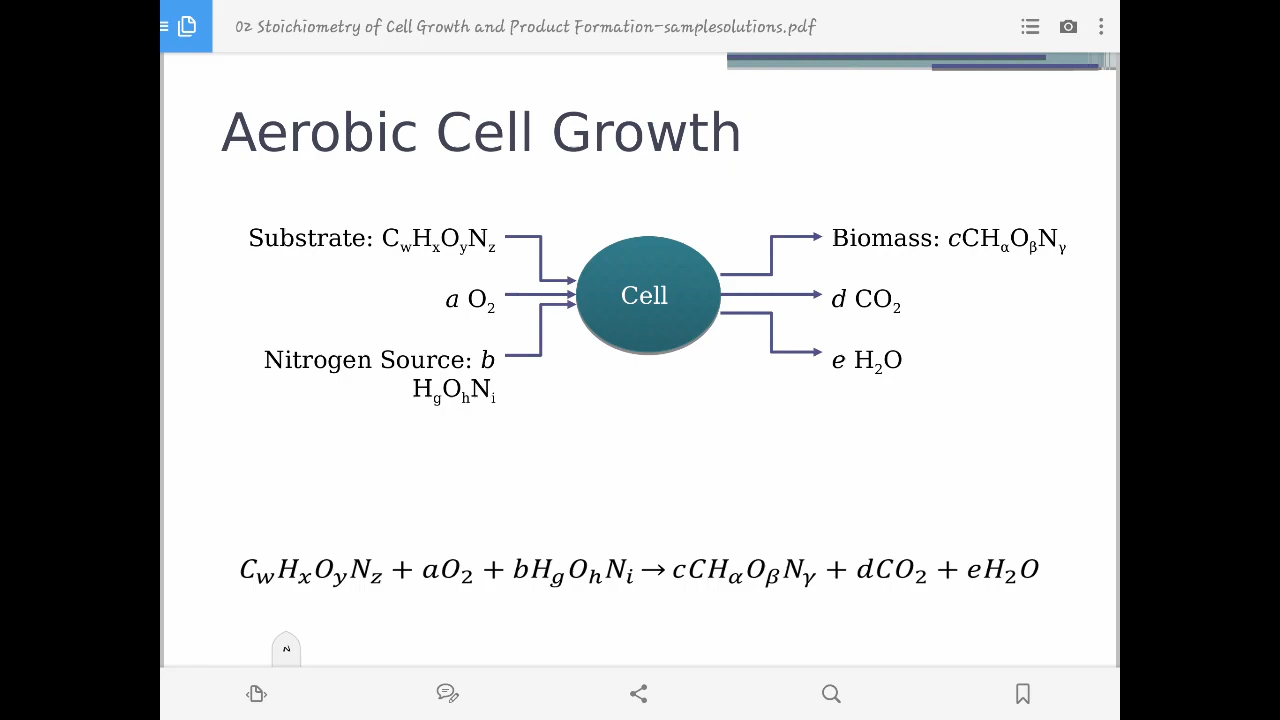 02 Stoichiometry of Cell Growth and Product Formation-samplesolutions.pdf
Aerobic Cell Growth
Substrate: CwHxOyNz
a O2
Nitrogen Source: b
HgOhNi
Cell
Biomass: cCHαOβNγ
d CO2
e H2O
CwHxOyNz + aO2 + bHgOhNi → cCHαOβNγ + dCO2 + eH2O